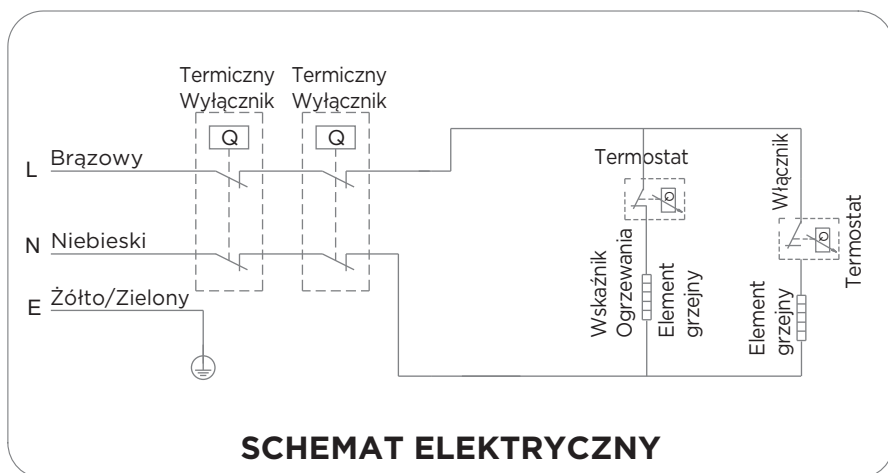 Termiczny
Wyłącznik
Termiczny
Wyłącznik
Q
Q
L Brązowy
N Niebieski
E Żółto/Zielony
Termostat
Włącznik
Termostat
Wskaźnik
Ogrzewania
Element
grzejny
Element
grzejny
SCHEMAT ELEKTRYCZNY